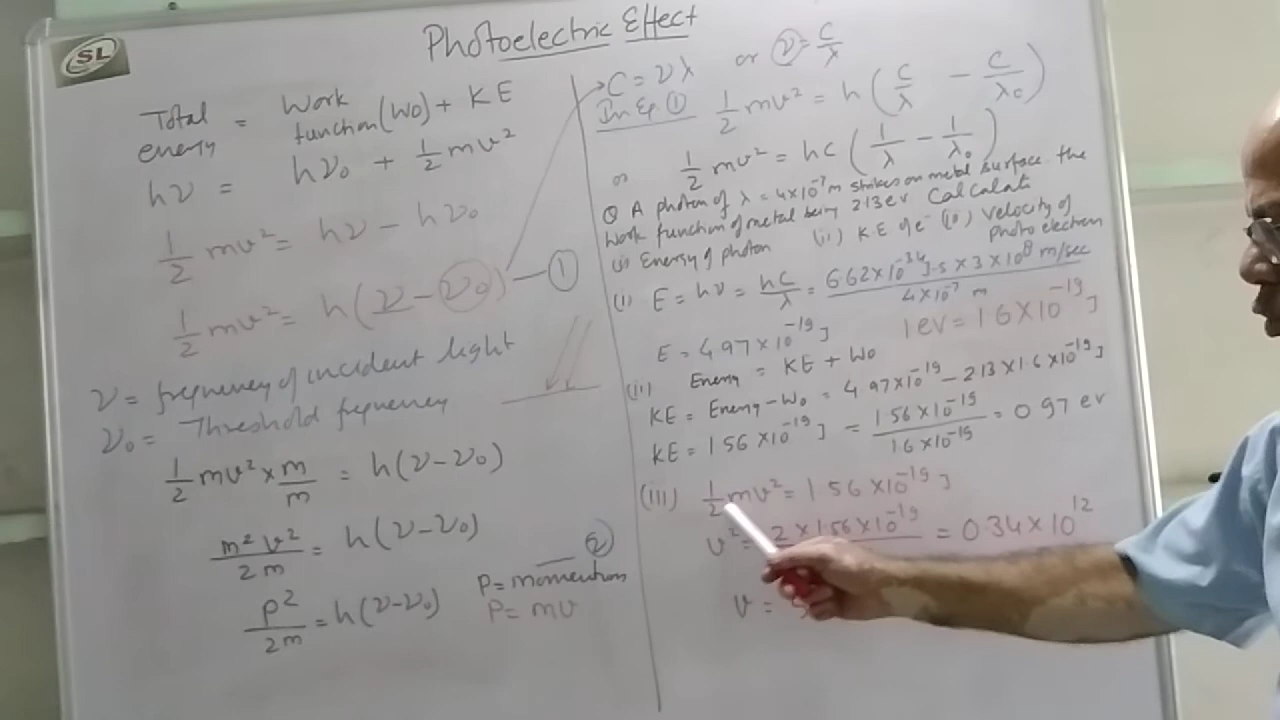 SL
Photoelectric Effect
Total energy = Work function (W0) + KE
hν = hν₀ + 1/2 mv²
1/2 mv² = hν - hν₀
1/2 mv² = h(ν - ν₀) — ①
ν = frequency of incident light
ν₀ = Threshold fequency
1/2 mv² × m/m = h(ν-ν₀)
m²v²/2m = h(ν-ν₀) — ②
P²/2m = h(ν-ν₀)
P = momentum
P = mv
C = νλ or ν = C/λ
In Eq ①
1/2 mv² = h(C/λ - C/λ₀)
or 1/2 mv² = hC(1/λ - 1/λ₀)
Q A photon of λ = 4×10⁻⁷m strikes on metal surface the
work function of metal being 2.13 ev Calculate
(i) Energy of photon (ii) KE of e⁻ (iii) Velocity of
photo electron
(i) E = hν = hC/λ = 6.62×10⁻³⁴ J.s × 3×10⁸ m/sec / 4×10⁻⁷ m
E = 4.97×10⁻¹⁹ J
1ev = 1.6×10⁻¹⁹ J
(ii) Energy = KE + W0
KE = Energy - W0 = 4.97×10⁻¹⁹ - 2.13×1.6×10⁻¹⁹ J
KE = 1.56×10⁻¹⁹ J = 1.56×10⁻¹⁹/1.6×10⁻¹⁹ = 0.97 ev
(iii) 1/2 mv² = 1.56×10⁻¹⁹ J
v² = 2×1.56×10⁻¹⁹ = 0.34×10¹²
v =